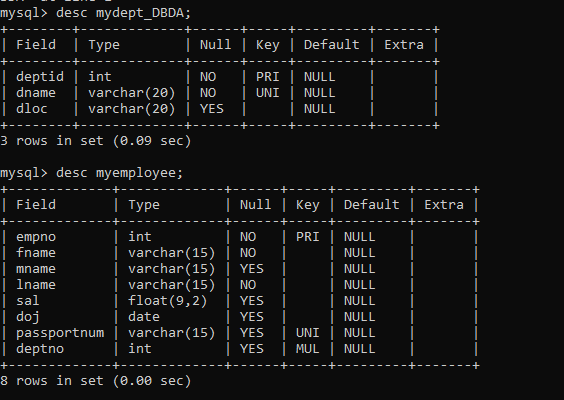 mysql> desc mydept_DBDA;
+--------+-------------+------+-----+---------+-------+
| Field  | Type        | Null | Key | Default | Extra |
+--------+-------------+------+-----+---------+-------+
| deptid | int         | NO   | PRI | NULL    |       |
| dname  | varchar(20) | NO   | UNI | NULL    |       |
| dloc   | varchar(20) | YES  |     | NULL    |       |
+--------+-------------+------+-----+---------+-------+
3 rows in set (0.09 sec)
mysql> desc myemployee;
+-------------+-------------+------+-----+---------+-------+
| Field       | Type        | Null | Key | Default | Extra |
+-------------+-------------+------+-----+---------+-------+
| empno       | int         | NO   | PRI | NULL    |       |
| fname       | varchar(15) | NO   |     | NULL    |       |
| mname       | varchar(15) | YES  |     | NULL    |       |
| lname       | varchar(15) | NO   |     | NULL    |       |
| sal         | float(9,2)  | YES  |     | NULL    |       |
| doj         | date        | YES  |     | NULL    |       |
| passportnum | varchar(15) | YES  | UNI | NULL    |       |
| deptno      | int         | YES  | MUL | NULL    |       |
+-------------+-------------+------+-----+---------+-------+
8 rows in set (0.00 sec)